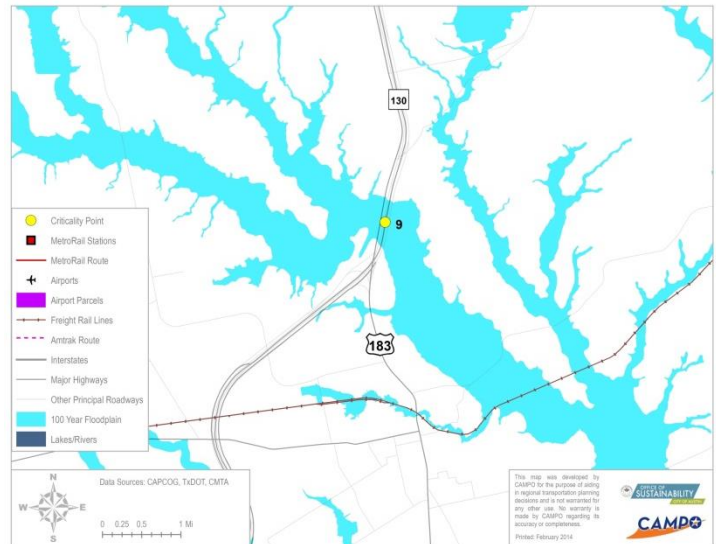 130
9
183
Criticality Point
MetroRail Stations
MetroRail Route
Airports
Airport Parcels
Freight Rail Lines
Amtrak Route
Interstates
Major Highways
Other Principal Roadways
100 Year Floodplain
Lakes/Rivers
N
W
E
S
Data Sources: CAPCOG, TxDOT, CMTA
0 0.25 0.5 1 Mi
This map was developed by
CAMPO for the purpose of aiding
in regional transportation planning
decisions and is not warranted for
any other use. No warranty is
made by CAMPO regarding its
accuracy or completeness.
Printed: February 2014
OFFICE OF
SUSTAINABILITY
CITY OF AUSTIN
CAMPO